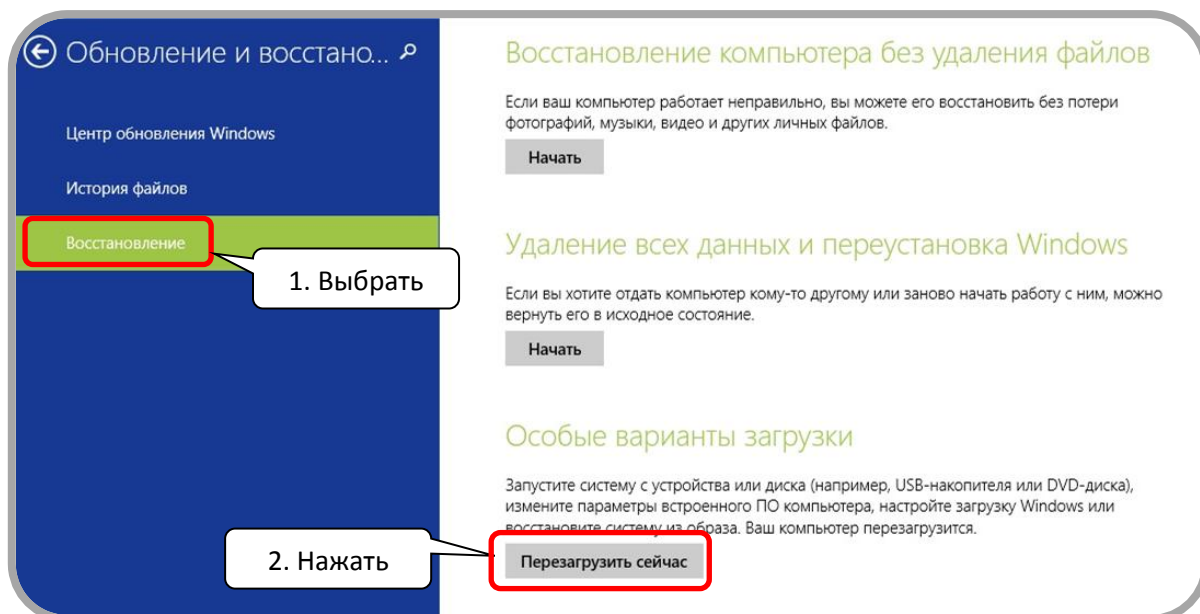 Обновление и восстано...
Центр обновления Windows
История файлов
Восстановление
1. Выбрать
Восстановление компьютера без удаления файлов
Если ваш компьютер работает неправильно, вы можете его восстановить без потери
фотографий, музыки, видео и других личных файлов.
Начать
Удаление всех данных и переустановка Windows
Если вы хотите отдать компьютер кому-то другому или заново начать работу с ним, можно
вернуть его в исходное состояние.
Начать
Особые варианты загрузки
Запустите систему с устройства или диска (например, USB-накопителя или DVD-диска),
измените параметры встроенного ПО компьютера, настройте загрузку Windows или
восстановите систему из образа. Ваш компьютер перезагрузится.
2. Нажать
Перезагрузить сейчас